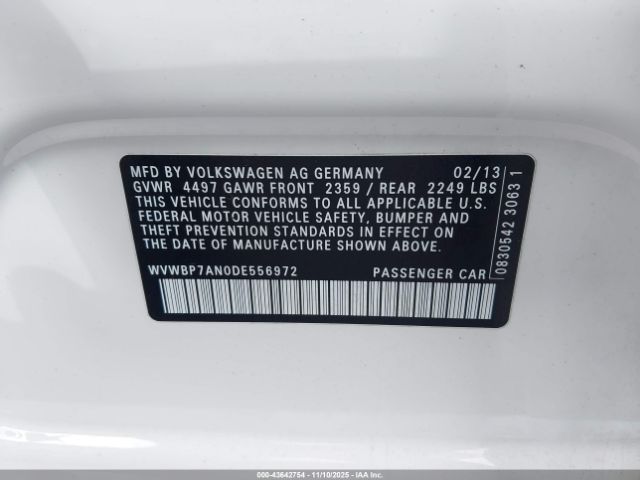 MFD BY VOLKSWAGEN AG GERMANY 02/13
GVWR 4497 GAWR FRONT 2359 / REAR 2249 LBS
THIS VEHICLE CONFORMS TO ALL APPLICABLE U.S.
FEDERAL MOTOR VEHICLE SAFETY, BUMPER AND
THEFT PREVENTION STANDARDS IN EFFECT ON
THE DATE OF MANUFACTURE SHOWN ABOVE.
WVWBP7AN0DE556972 PASSENGER CAR
0830542 3063 1
000-43642754 - 11/10/2025 - IAAI Inc.